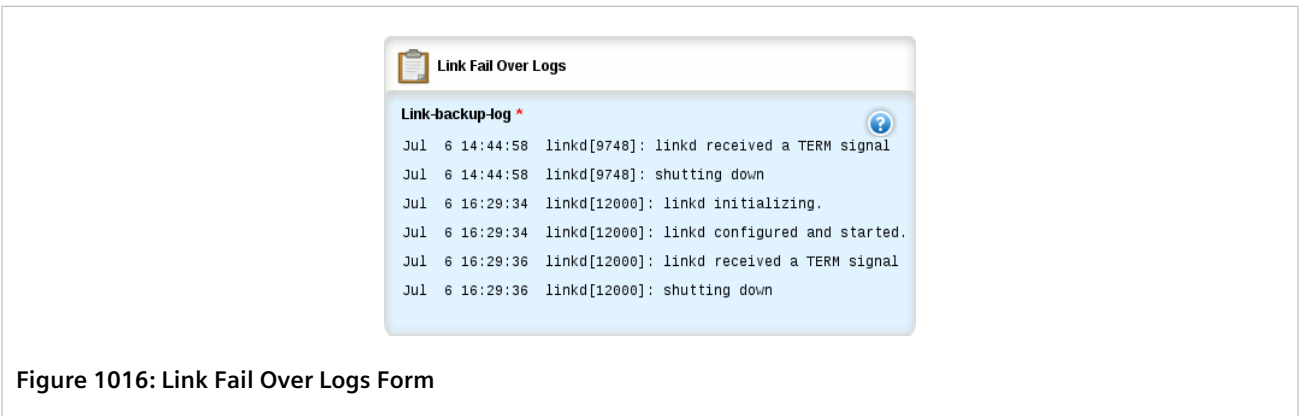 Link Fail Over Logs
Link-backup-log *
Jul  6 14:44:58  linkd[9748]: linkd received a TERM signal
Jul  6 14:44:58  linkd[9748]: shutting down
Jul  6 16:29:34  linkd[12000]: linkd initializing.
Jul  6 16:29:34  linkd[12000]: linkd configured and started.
Jul  6 16:29:36  linkd[12000]: linkd received a TERM signal
Jul  6 16:29:36  linkd[12000]: shutting down
Figure 1016: Link Fail Over Logs Form